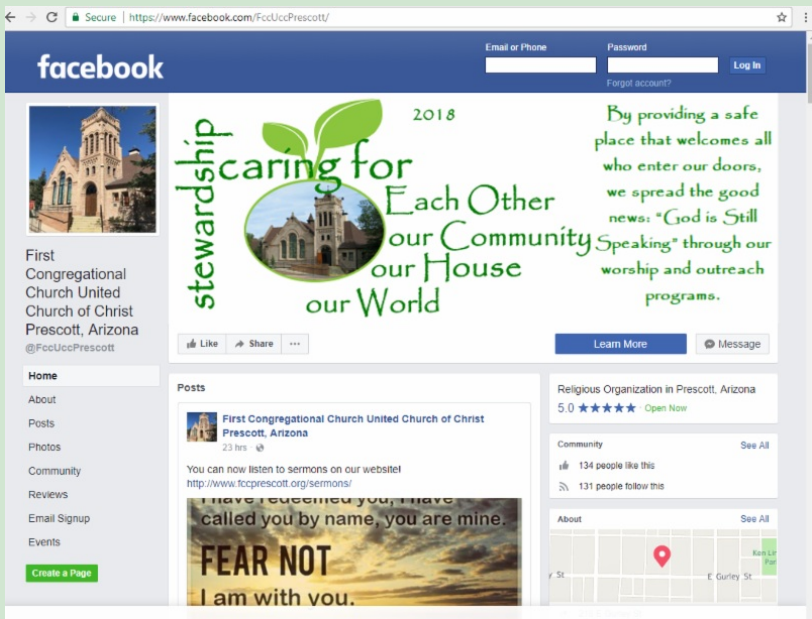 Secure | https://www.facebook.com/FccUccPrescott/
facebook
Email or Phone
Password
Log In
Forgot account?
stewardship
2018
caring for
Each Other
our Community
our House
our World
By providing a safe
place that welcomes all
who enter our doors,
we spread the good
news: "God is Still
Speaking" through our
worship and outreach
programs.
First
Congregational
Church United
Church of Christ
Prescott, Arizona
@FccUccPrescott
Home
About
Posts
Photos
Community
Reviews
Email Signup
Events
Create a Page
Like
Share
Learn More
Message
Posts
First Congregational Church United Church of Christ
Prescott, Arizona
23 hrs
You can now listen to sermons on our website!
http://www.fccprescott.org/sermons/
I have redeemed you, I have
called you by name, you are mine.
FEAR NOT
I am with you.
Religious Organization in Prescott, Arizona
5.0 ★★★★★ · Open Now
Community
See All
134 people like this
131 people follow this
About
See All
E Gurley St